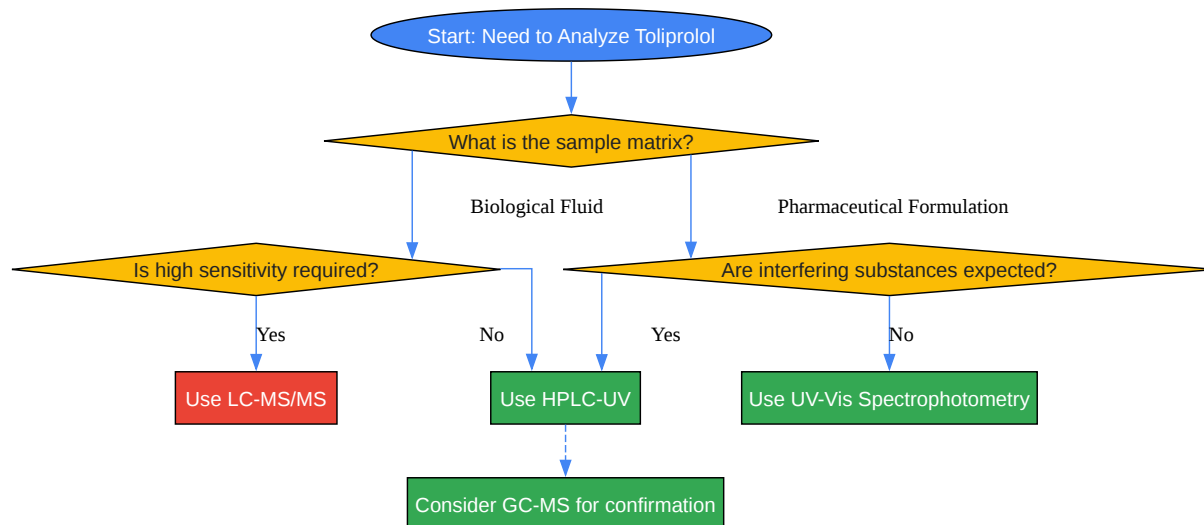 Start: Need to Analyze Toliprolol
What is the sample matrix?
Biological Fluid
Pharmaceutical Formulation
Is high sensitivity required?
Are interfering substances expected?
Yes
No
Yes
No
Use LC-MS/MS
Use HPLC-UV
Use UV-Vis Spectrophotometry
Consider GC-MS for confirmation